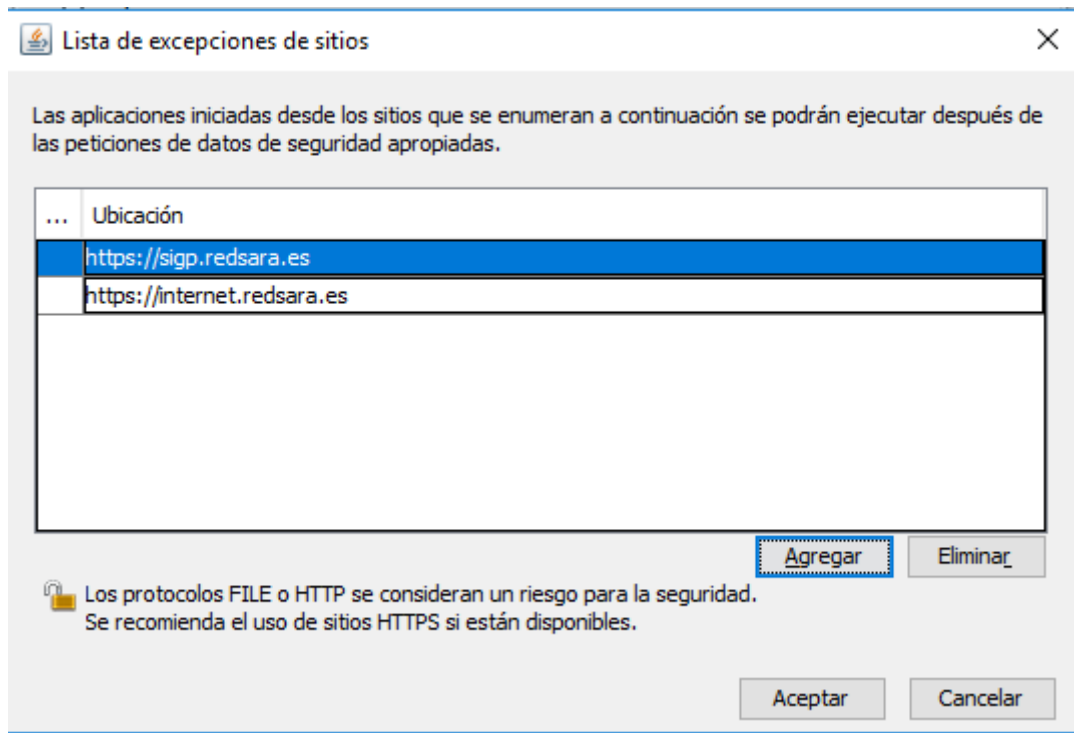 Lista de excepciones de sitios
Las aplicaciones iniciadas desde los sitios que se enumeran a continuación se podrán ejecutar después de
las peticiones de datos de seguridad apropiadas.
... Ubicación
https://sigp.redsara.es
https://internet.redsara.es
Agregar Eliminar
Los protocolos FILE o HTTP se consideran un riesgo para la seguridad.
Se recomienda el uso de sitios HTTPS si están disponibles.
Aceptar Cancelar